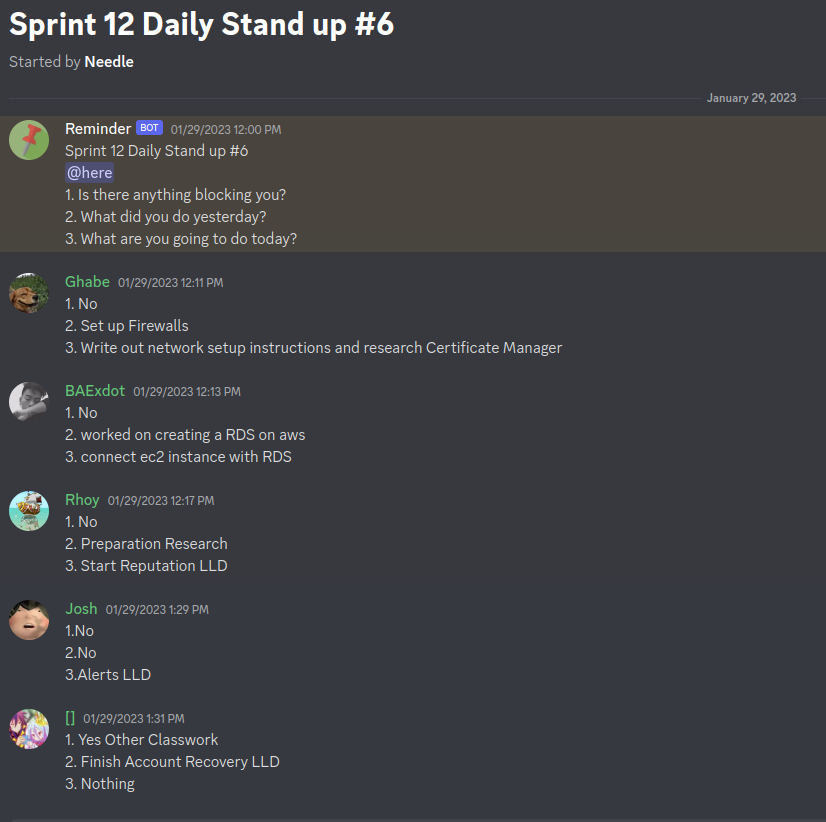 Sprint 12 Daily Stand up #6
Started by Needle
January 29, 2023
Reminder BOT 01/29/2023 12:00 PM
Sprint 12 Daily Stand up #6
@here
1. Is there anything blocking you?
2. What did you do yesterday?
3. What are you going to do today?
Ghabe 01/29/2023 12:11 PM
1. No
2. Set up Firewalls
3. Write out network setup instructions and research Certificate Manager
BAExdot 01/29/2023 12:13 PM
1. No
2. worked on creating a RDS on aws
3. connect ec2 instance with RDS
Rhoy 01/29/2023 12:17 PM
1. No
2. Preparation Research
3. Start Reputation LLD
Josh 01/29/2023 1:29 PM
1.No
2.No
3.Alerts LLD
[] 01/29/2023 1:31 PM
1. Yes Other Classwork
2. Finish Account Recovery LLD
3. Nothing